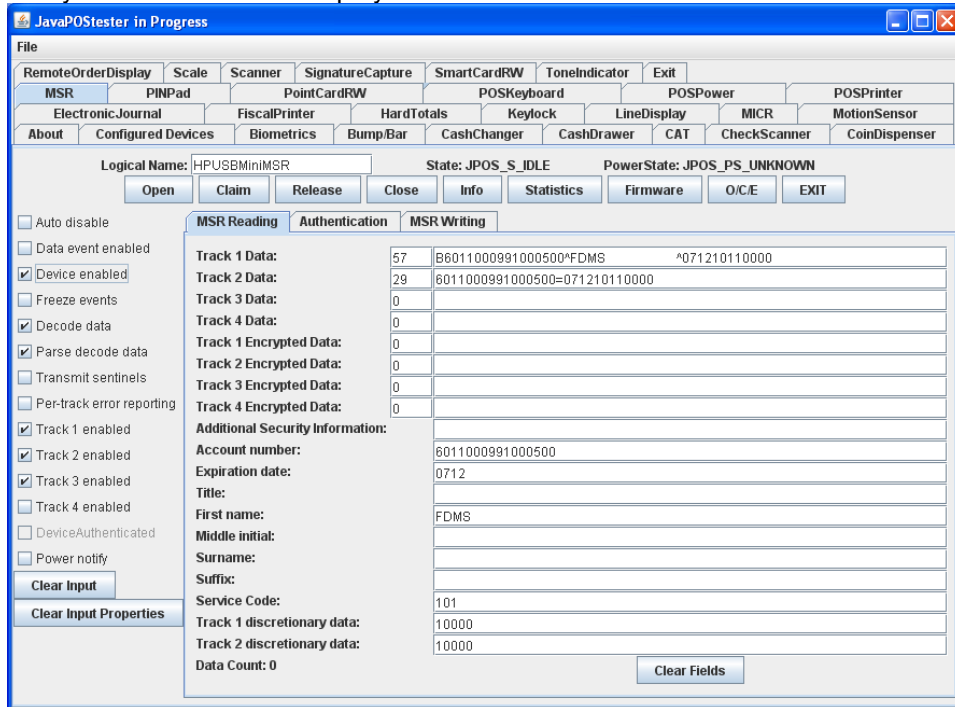 JavaPOStester in Progress
File
RemoteOrderDisplay Scale Scanner SignatureCapture SmartCardRW ToneIndicator Exit
MSR PINPad PointCardRW POSKeyboard POSPower POSPrinter
ElectronicJournal FiscalPrinter HardTotals Keylock LineDisplay MICR MotionSensor
About Configured Devices Biometrics Bump/Bar CashChanger CashDrawer CAT CheckScanner CoinDispenser
Logical Name: HPUSBMiniMSR State: JPOS_S_IDLE PowerState: JPOS_PS_UNKNOWN
Open Claim Release Close Info Statistics Firmware O/C/E EXIT
Auto disable
Data event enabled
Device enabled
Freeze events
Decode data
Parse decode data
Transmit sentinels
Per-track error reporting
Track 1 enabled
Track 2 enabled
Track 3 enabled
Track 4 enabled
DeviceAuthenticated
Power notify
Clear Input
Clear Input Properties
MSR Reading Authentication MSR Writing
Track 1 Data: 57 B6011000991000500^FDMS ^071210110000
Track 2 Data: 29 6011000991000500=071210110000
Track 3 Data: 0
Track 4 Data: 0
Track 1 Encrypted Data: 0
Track 2 Encrypted Data: 0
Track 3 Encrypted Data: 0
Track 4 Encrypted Data: 0
Additional Security Information:
Account number: 6011000991000500
Expiration date: 0712
Title:
First name: FDMS
Middle initial:
Surname:
Suffix:
Service Code: 101
Track 1 discretionary data: 10000
Track 2 discretionary data: 10000
Data Count: 0 Clear Fields